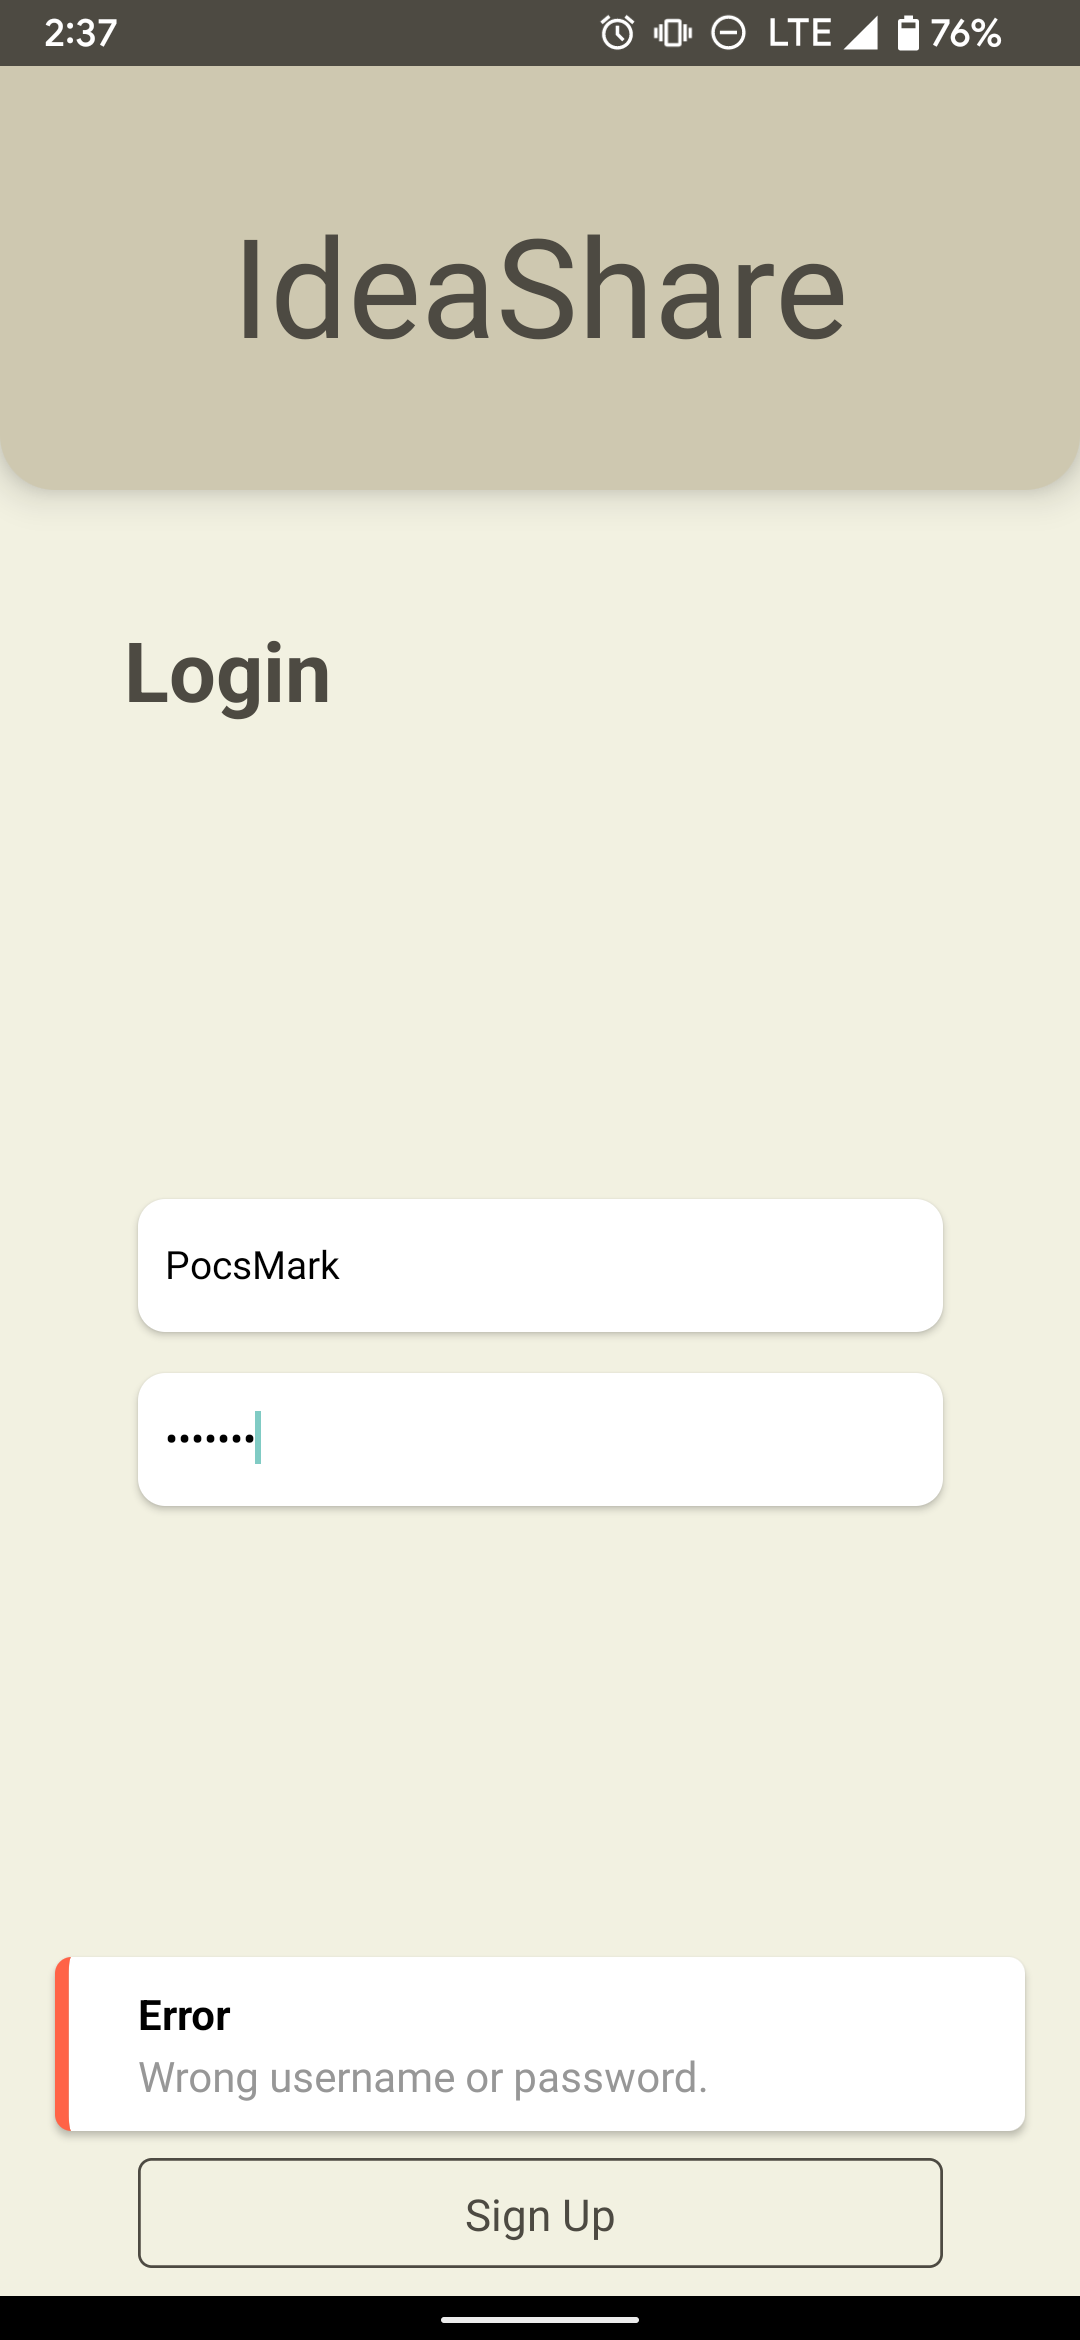 2:37 LTE 76%
IdeaShare
Login
PocsMark
•••••••
Error
Wrong username or password.
Sign Up